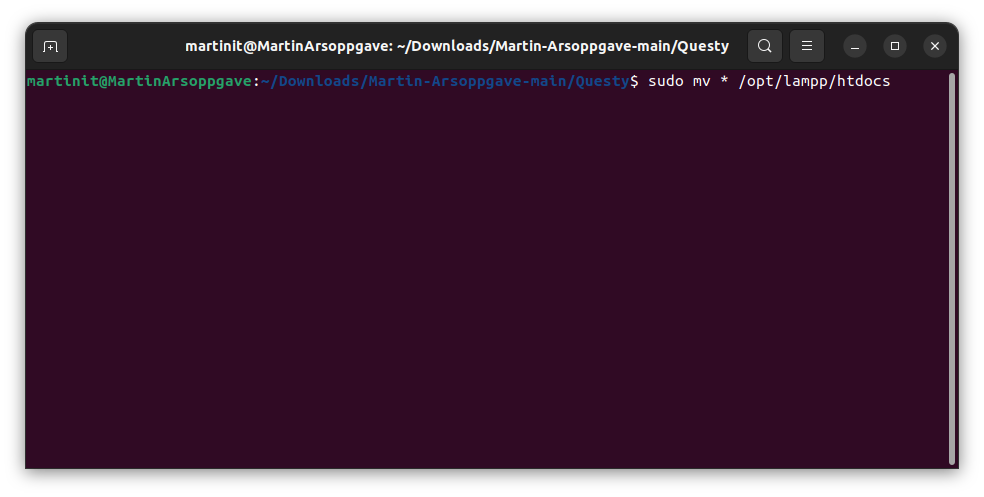 martinit@MartinArsoppgave: ~/Downloads/Martin-Arsoppgave-main/Questy
martinit@MartinArsoppgave:~/Downloads/Martin-Arsoppgave-main/Questy$ sudo mv * /opt/lampp/htdocs